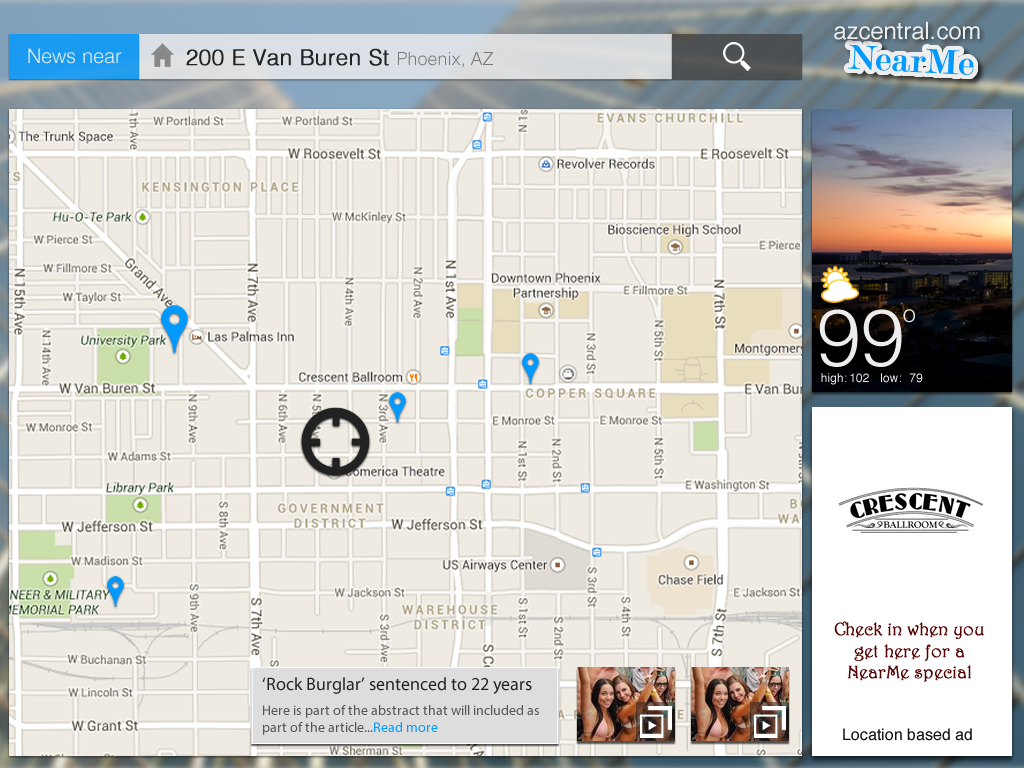 azcentral.com
NearMe
News near
200 E Van Buren St Phoenix, AZ
The Trunk Space
1th Ave
W Portland St
W Portland St
N 1st
EVANS CHURCHILL
W Roosevelt St
Revolver Records
E Roosevelt St
KENSINGTON PLACE
Hu-O-Te Park
W McKinley St
W Pierce St
Bioscience High School
E Pierce
W Fillmore St
Grand Ave
N 15th Ave
N 7th Ave
N 4th Ave
N 2nd Ave
N 1st Ave
Downtown Phoenix
Partnership
E Fillmore St
N 7th St
W Taylor St
University Park
Las Palmas Inn
N 14th Ave
N 3rd St
N 5th St
Montgomery
Crescent Ballroom
W Van Buren St
COPPER SQUARE
E Van Bur
N 9th Ave
N 6th Ave
N 3rd Ave
W Monroe St
E Monroe St
E Monroe St
W Adams St
N 1st St
N 2nd St
N 5th St
omerica Theatre
Library Park
E Washington St
GOVERNMENT
DISTRICT
W Jefferson St
S 8th Ave
W Jefferson St
W Madison St
US Airways Center
Chase Field
NEER & MILITARY
MEMORIAL PARK
S 9th Ave
W Jackson St
S 3rd St
E Jackson St
WAREHOUSE
DISTRICT
S 7th Ave
S 3rd Ave
S 1st St
S 2nd St
S 4th St
S 7th St
W Buchanan St
W Lincoln St
W Grant St
W Sherman St
‘Rock Burglar’ sentenced to 22 years
Here is part of the abstract that will included as
part of the article...Read more
99°
high: 102 low: 79
CRESCENT
BALLROOM
Check in when you
get here for a
NearMe special
Location based ad